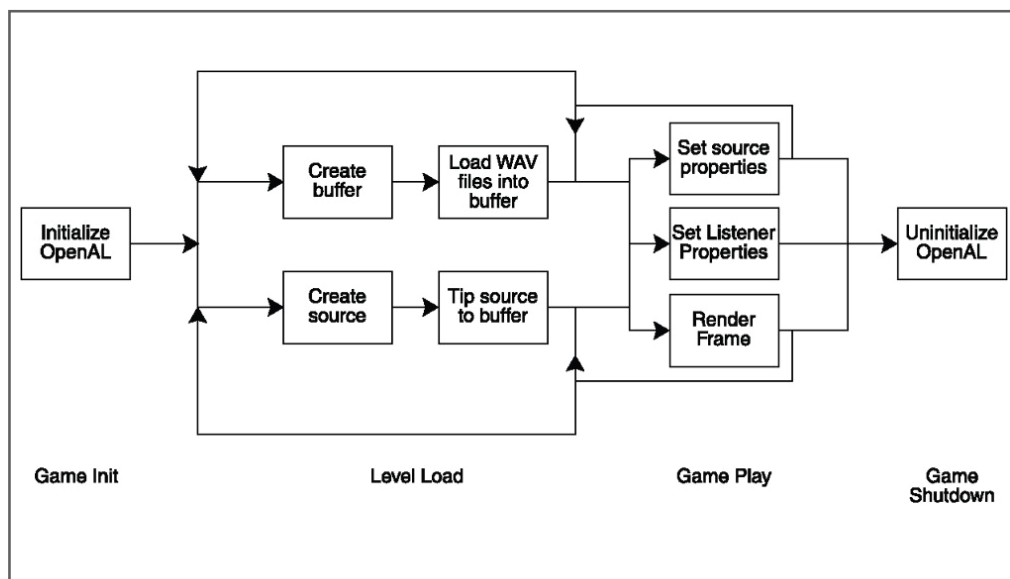 Create
buffer
Load WAV
files into
buffer
Set source
properties
Initialize
OpenAL
Set Listener
Properties
Uninitialize
OpenAL
Create
source
Tip source
to buffer
Render
Frame
Game Init
Level Load
Game Play
Game
Shutdown